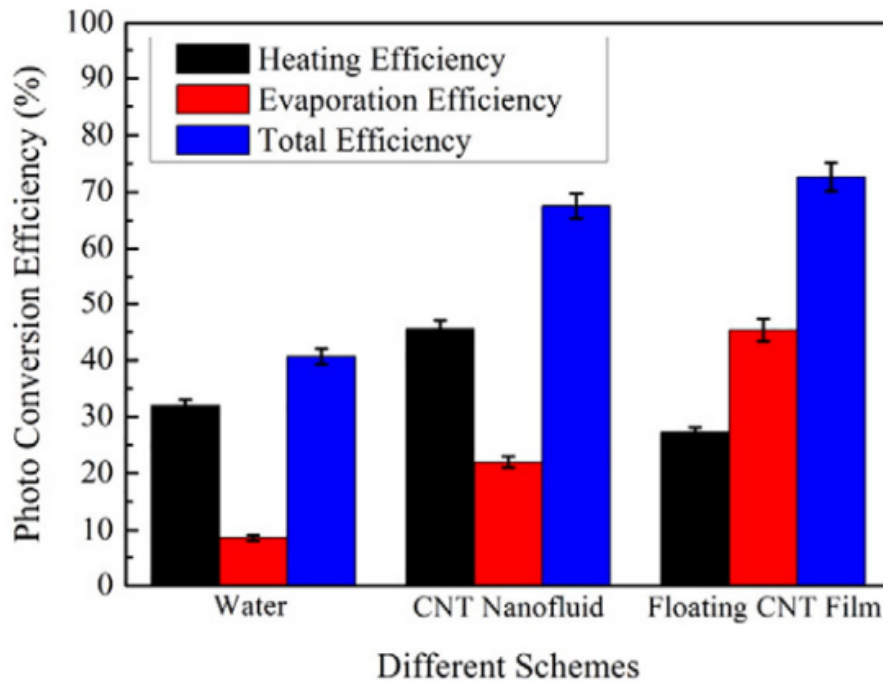 Photo Conversion Efficiency (%)
100
90
80
70
60
50
40
30
20
10
0
Heating Efficiency
Evaporation Efficiency
Total Efficiency
Water
CNT Nanofluid
Floating CNT Film
Different Schemes